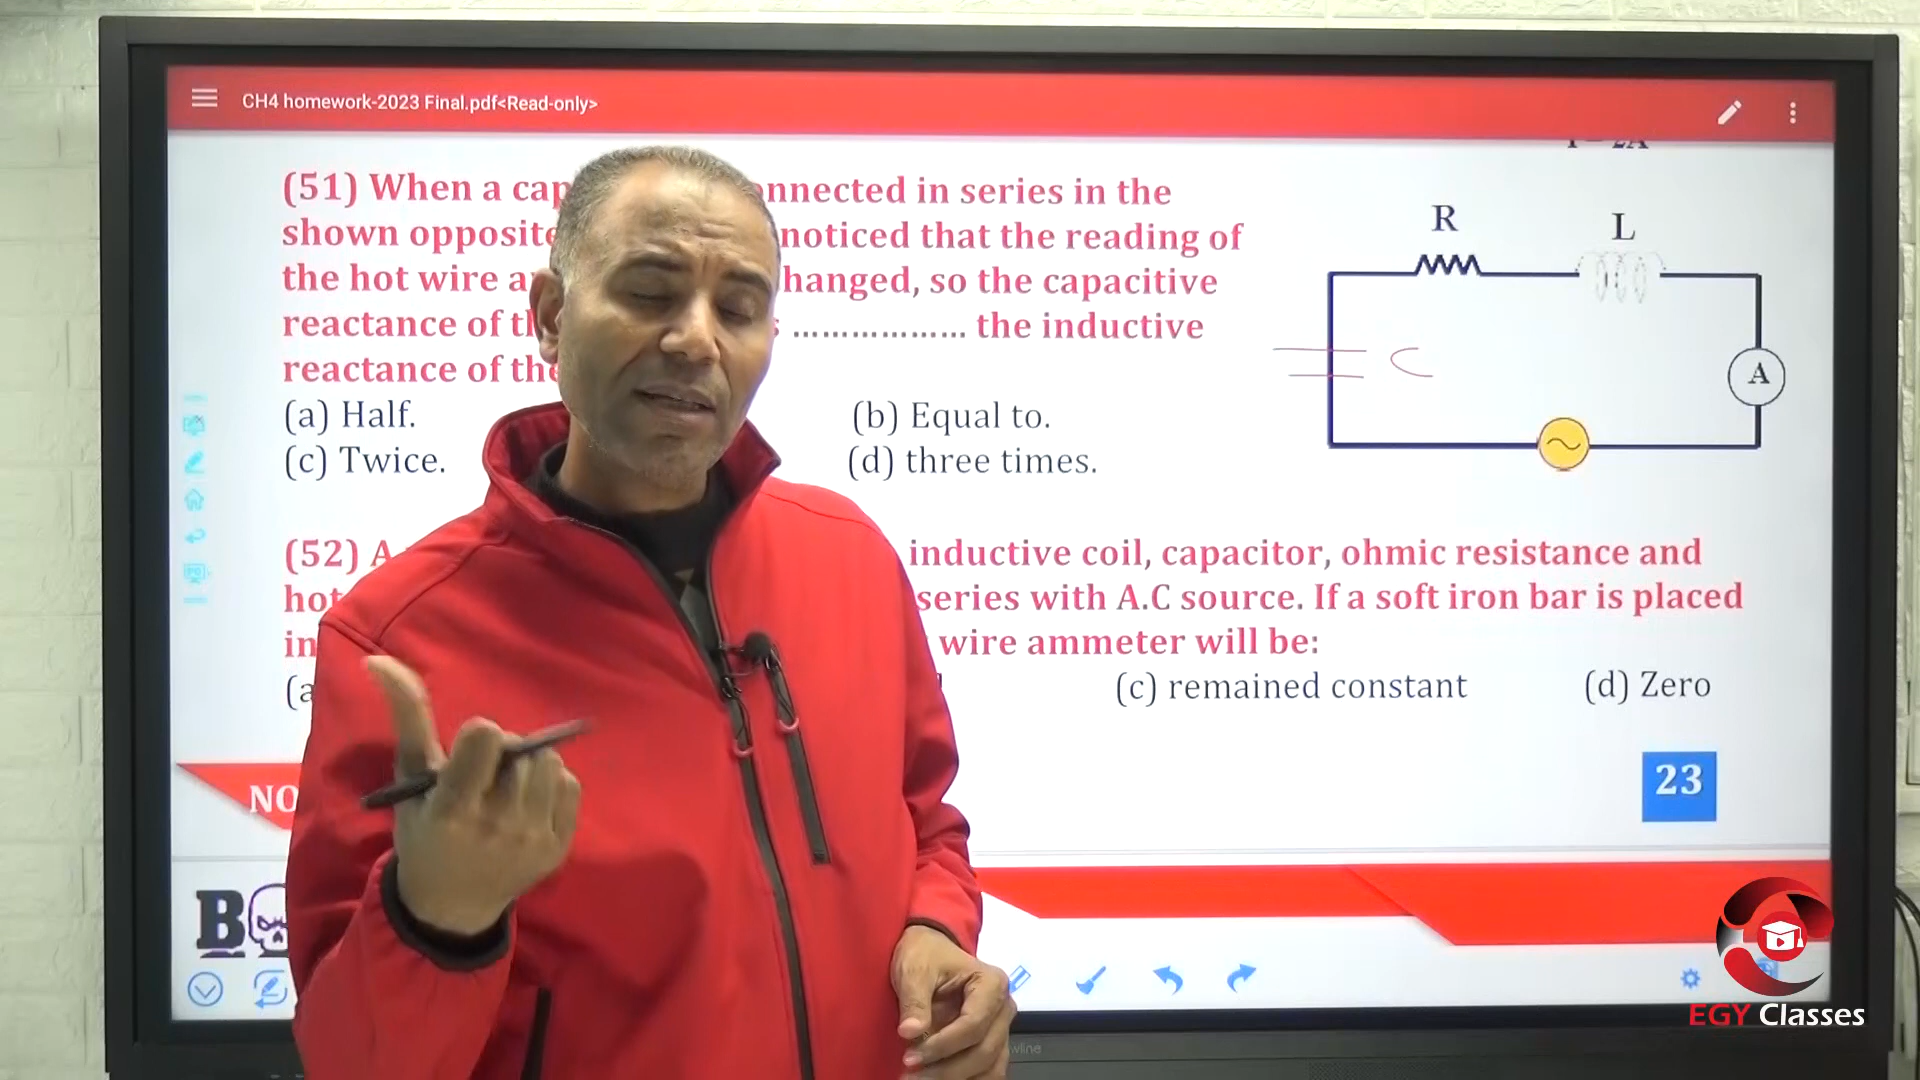 CH4 homework-2023 Final.pdf<Read-only>
(51) When a cap onnected in series in the
shown opposite noticed that the reading of
the hot wire a hanged, so the capacitive
reactance of t s .................. the inductive
reactance of the
(a) Half. (b) Equal to.
(c) Twice. (d) three times.
R L
C
A
(52) A inductive coil, capacitor, ohmic resistance and
hot series with A.C source. If a soft iron bar is placed
in wire ammeter will be:
(a (c) remained constant (d) Zero
NO
23
B
EGY Classes